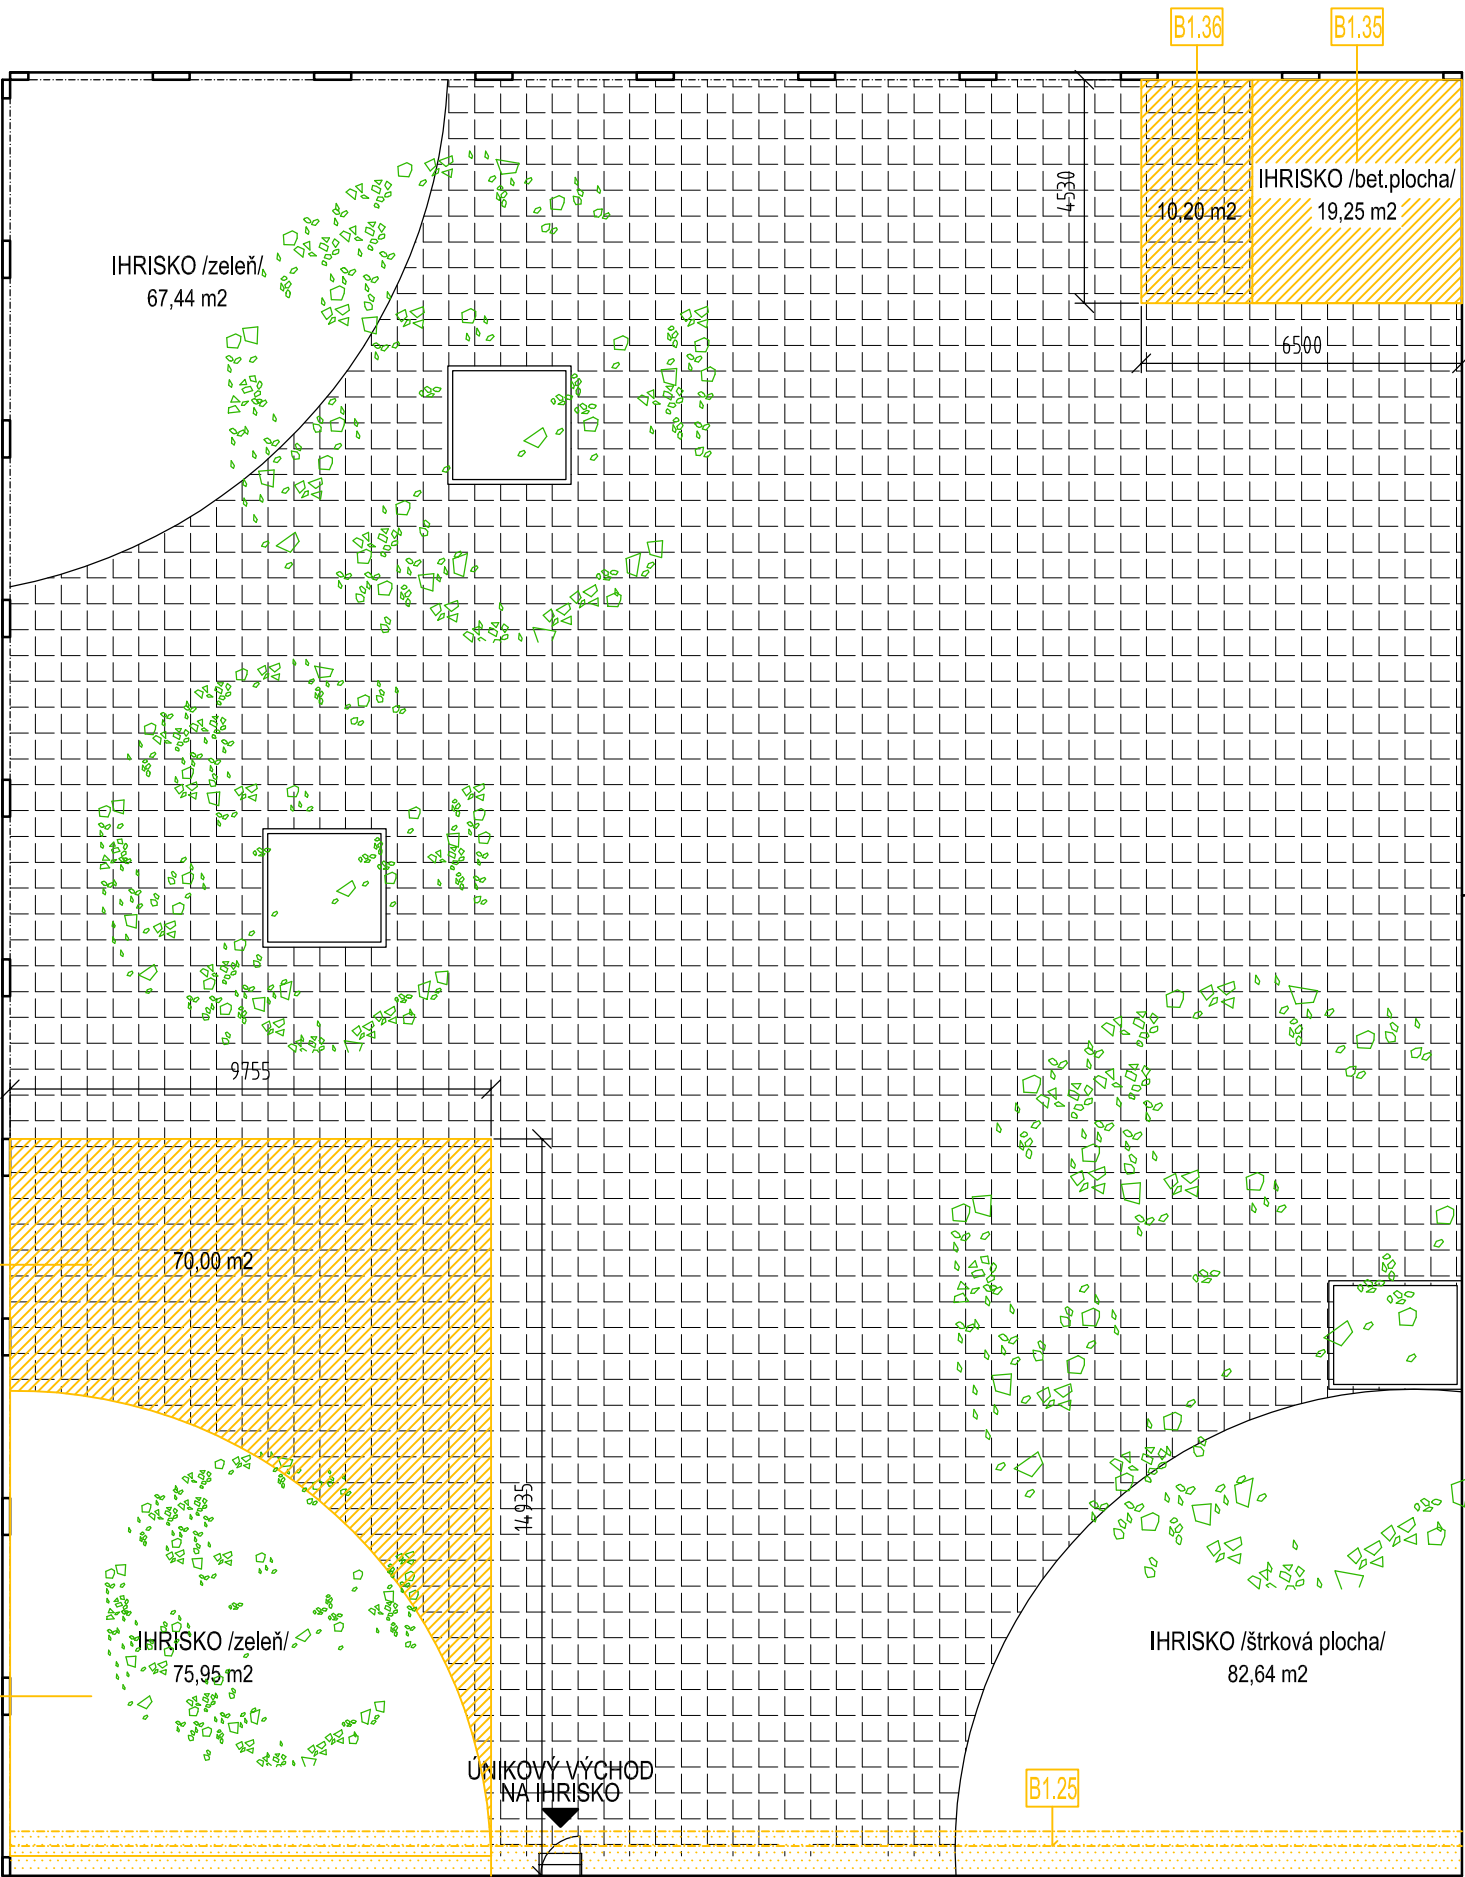 B1.36
B1.35
4530
IHRISKO /bet.plocha/
10,20 m2
19,25 m2
IHRISKO /zeleň/
67,44 m2
6500
9755
70,00 m2
14935
IHRISKO /zeleň/
75,95 m2
IHRISKO /štrková plocha/
82,64 m2
ÚNIKOVÝ VÝCHOD
NA IHRISKO
B1.25